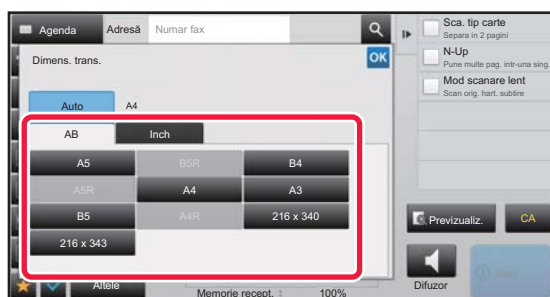 Agenda Adresă Numar fax
Dimens. trans. OK
Auto A4
AB Inch
A5 B5R B4
A5R A4 A3
B5 A4R 216 x 340
216 x 343
Altele Memorie recept. : 100%
Sca. tip carte
Separa in 2 pagini
N-Up
Pune multe pag. intr-una sing.
Mod scanare lent
Scan orig. hart. subtire
Previzualiz. CA
Difuzor Start